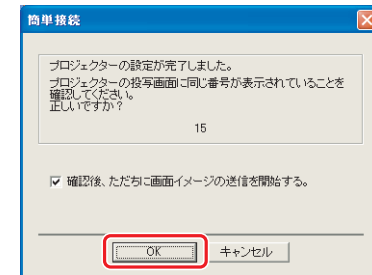 簡単接続
プロジェクターの設定が完了しました。
プロジェクターの投写画面に同じ番号が表示されていることを
確認してください。
正しいですか？
15
確認後、ただちに画面イメージの送信を開始する。
OK
キャンセル